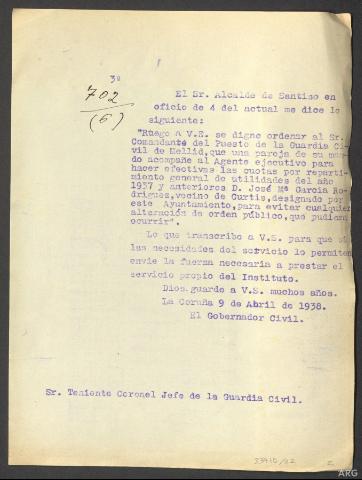 3ª
702
(6)
El Sr. Alcalde de Santiso en
oficio de 4 del actual me dice lo
siguiente:
"Ruego a V.E. se digne ordenar al Sr.
Comandante del Puesto de la Guardia Ci-
vil de Mellid, que una pareja de su man-
do acompañe al Agente ejecutivo para
hacer efectivas las cuotas por reparti-
miento general de utilidades del año
1937 y anteriores D. José Mª García Ro-
drigues, vecino de Curtis, designado por
este Ayuntamiento, para evitar cualquier
alteración de orden público, que pudiera
ocurrir".
Lo que transcribo a V.S. para que si
las necesidades del servicio lo permiten
envie la fuerza necesaria a prestar el
servicio propio del Instituto.
Dios guarde a V.S. muchos años.
La Coruña 9 de Abril de 1938.
El Gobernador Civil.
Sr. Teniente Coronel Jefe de la Guardia Civil.
ARG